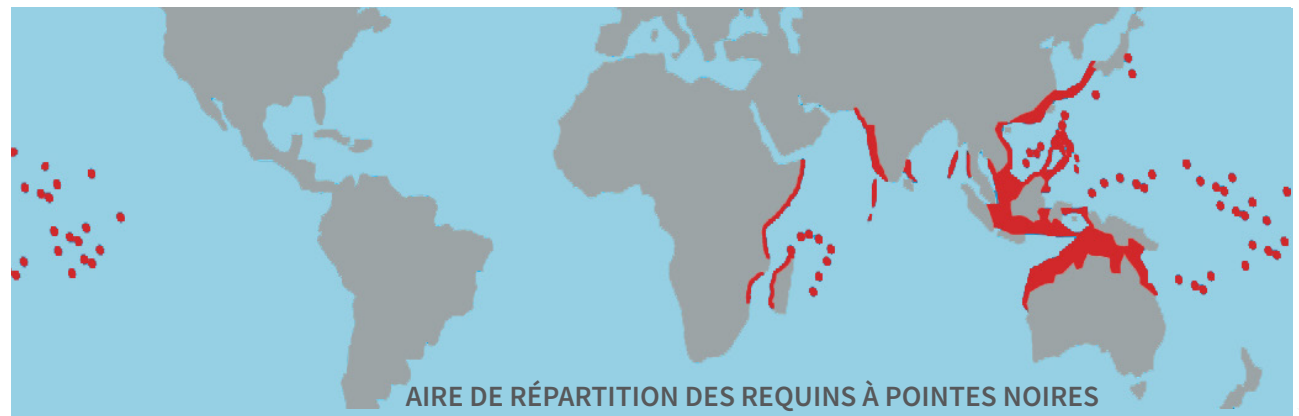 AIRE DE RÉPARTITION DES REQUINS À POINTES NOIRES